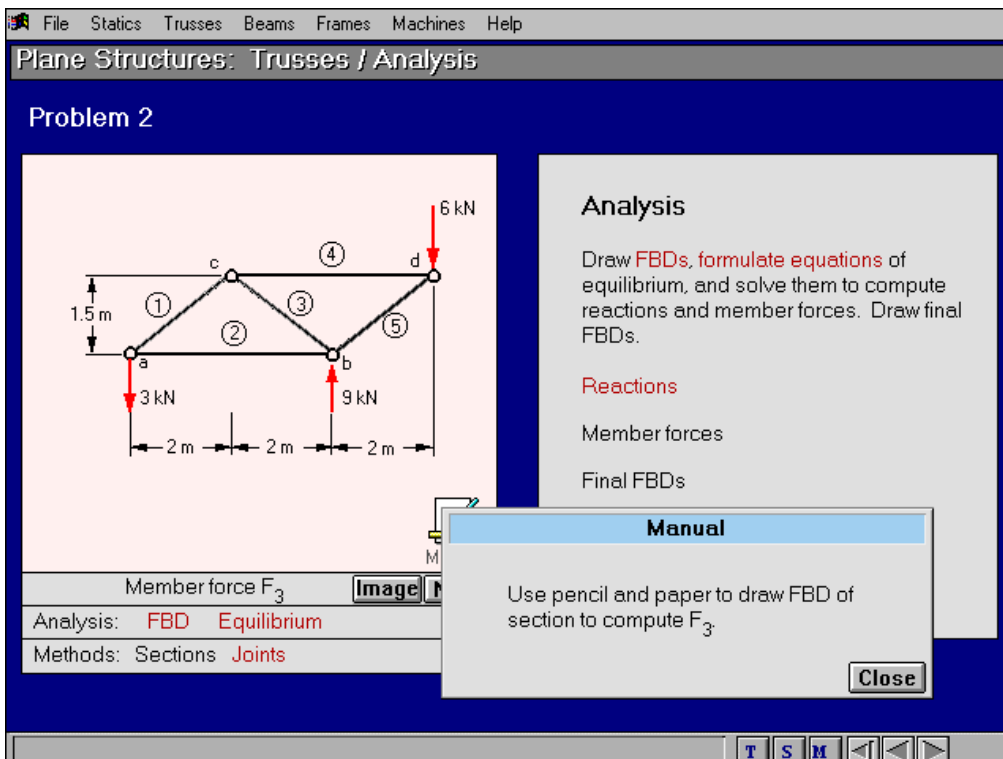 File Statics Trusses Beams Frames Machines Help
Plane Structures: Trusses / Analysis
Problem 2
6 kN
c
4
d
1
3
1.5 m
2
5
a
b
3 kN
9 kN
2 m
2 m
2 m
M
Member force F3
Image
Analysis: FBD Equilibrium
Methods: Sections Joints
Analysis
Draw FBDs, formulate equations of
equilibrium, and solve them to compute
reactions and member forces. Draw final
FBDs.
Reactions
Member forces
Final FBDs
Manual
Use pencil and paper to draw FBD of
section to compute F3.
Close
T S M